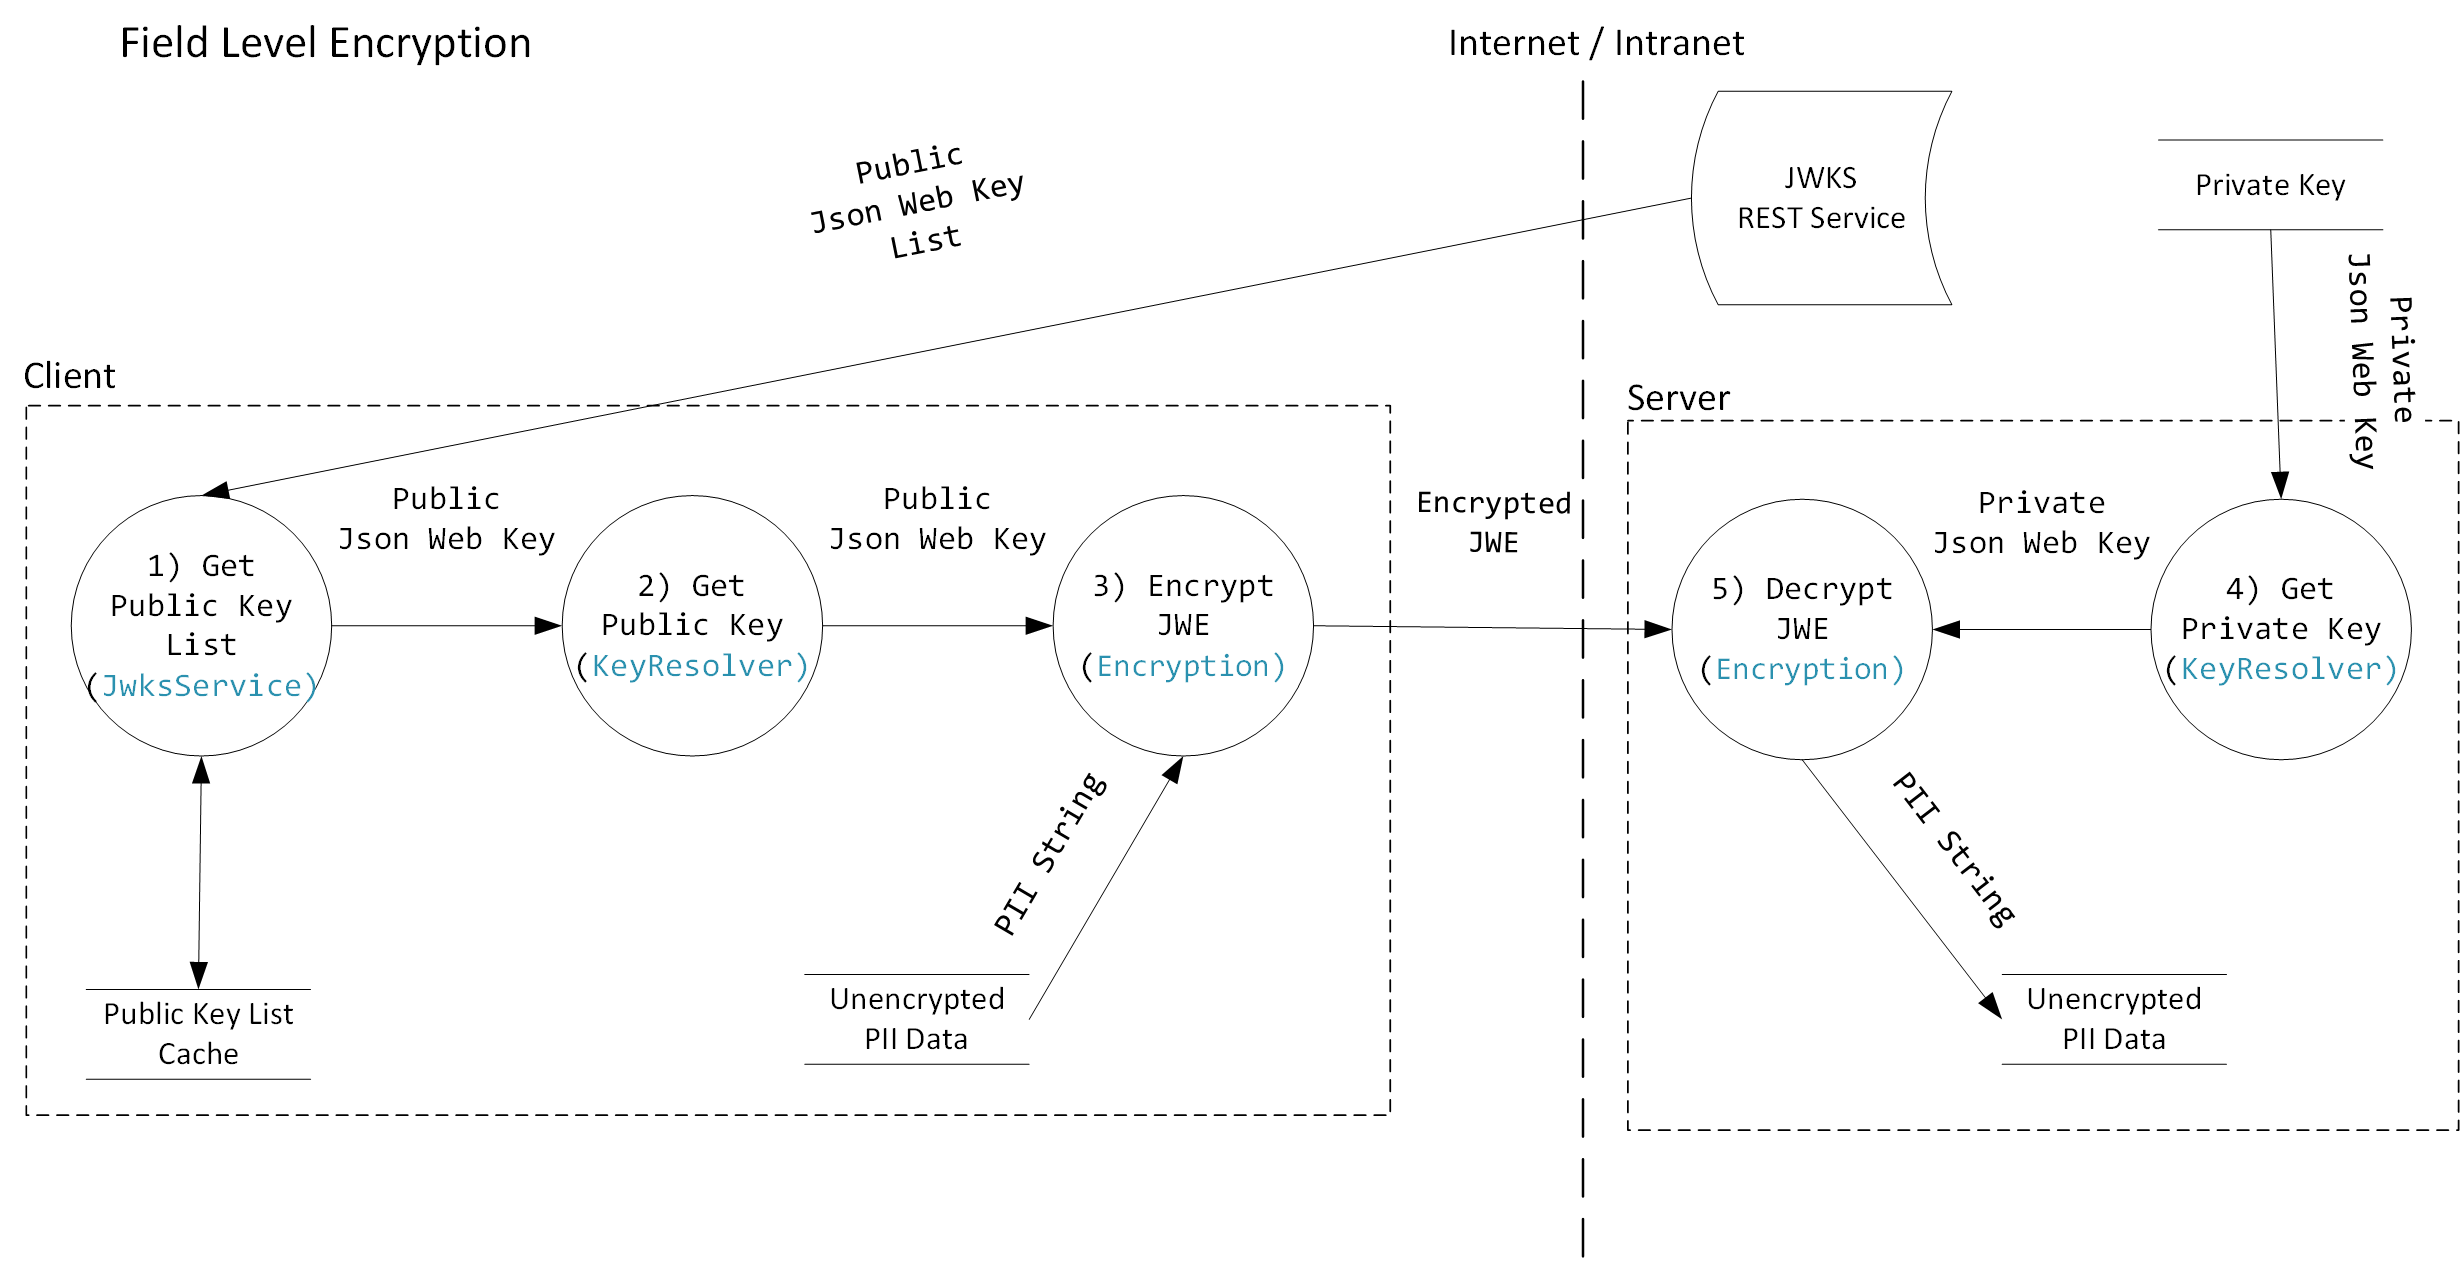 Field Level Encryption
Internet / Intranet
Public
Json Web Key
List
JWKS
REST Service
Private Key
Private
Json Web Key
Client
Server
1) Get
Public Key
List
(JwksService)
Public
Json Web Key
2) Get
Public Key
(KeyResolver)
Public
Json Web Key
3) Encrypt
JWE
(Encryption)
Encrypted
JWE
5) Decrypt
JWE
(Encryption)
Private
Json Web Key
4) Get
Private Key
(KeyResolver)
PII String
PII String
Public Key List
Cache
Unencrypted
PII Data
Unencrypted
PII Data